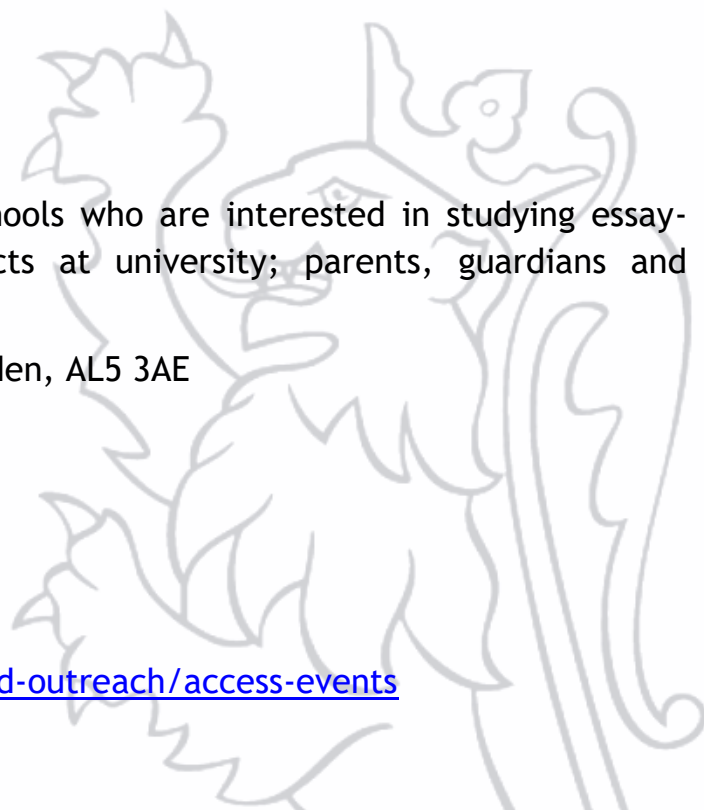 hools who are interested in studying essay-
cts at university; parents, guardians and
den, AL5 3AE
d-outreach/access-events